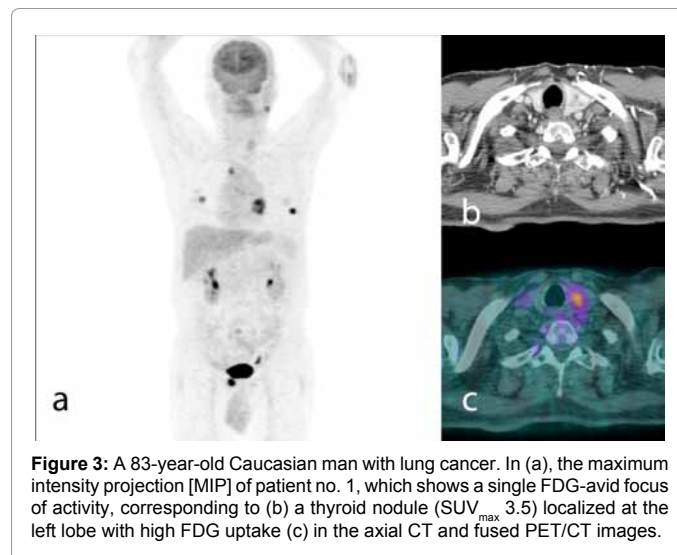 a
b
c
Figure 3: A 83-year-old Caucasian man with lung cancer. In (a), the maximum
intensity projection [MIP] of patient no. 1, which shows a single FDG-avid focus
of activity, corresponding to (b) a thyroid nodule (SUVmax 3.5) localized at the
left lobe with high FDG uptake (c) in the axial CT and fused PET/CT images.